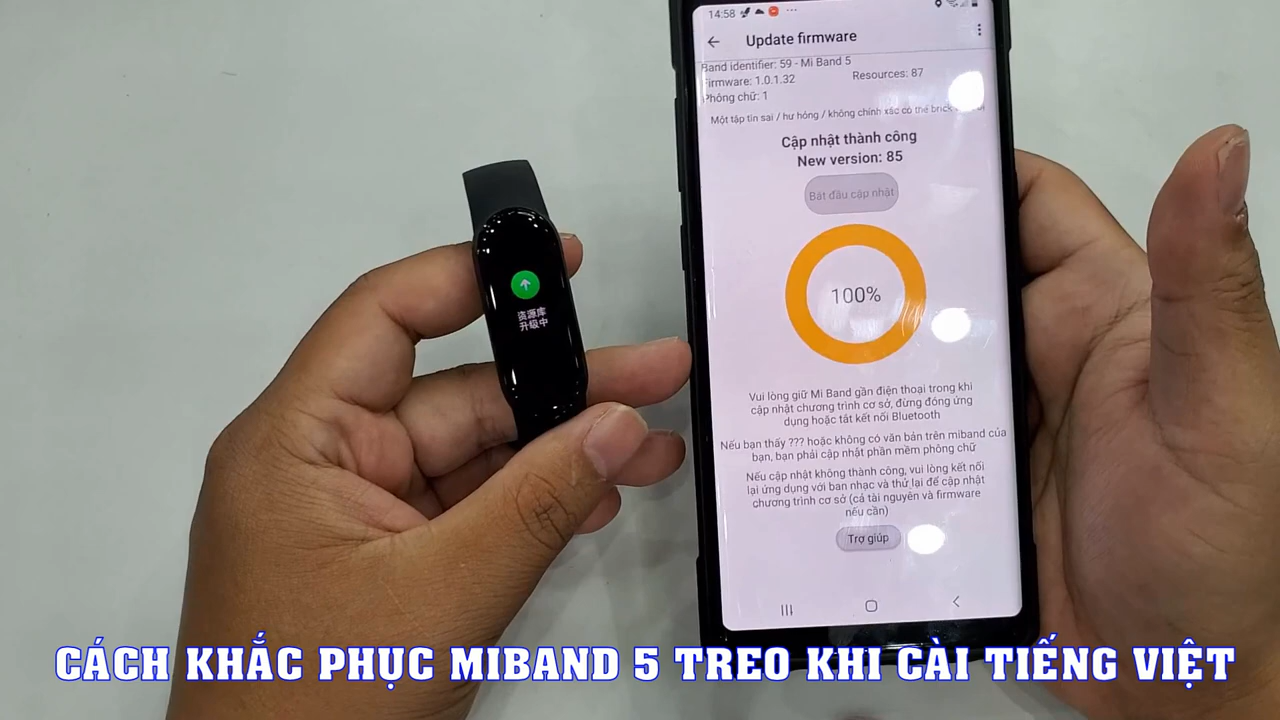 14:58
Update firmware
Band identifier: 59 - Mi Band 5
Firmware: 1.0.1.32
Resources: 87
Phông chữ: 1
Một tập tin sai / hư hỏng / không chính xác có thể brick
Cập nhật thành công
New version: 85
Bắt đầu cập nhật
100%
资源库
升级中
Vui lòng giữ Mi Band gần điện thoại trong khi
cập nhật chương trình cơ sở, đừng đóng ứng
dụng hoặc tắt kết nối Bluetooth
Nếu bạn thấy ??? hoặc không có văn bản trên miband của
bạn, bạn phải cập nhật phần mềm phông chữ
Nếu cập nhật không thành công, vui lòng kết nối
lại ứng dụng với ban nhạc và thử lại để cập nhật
chương trình cơ sở (cả tài nguyên và firmware
nếu cần)
Trợ giúp
CÁCH KHẮC PHỤC MIBAND 5 TREO KHI CÀI TIẾNG VIỆT